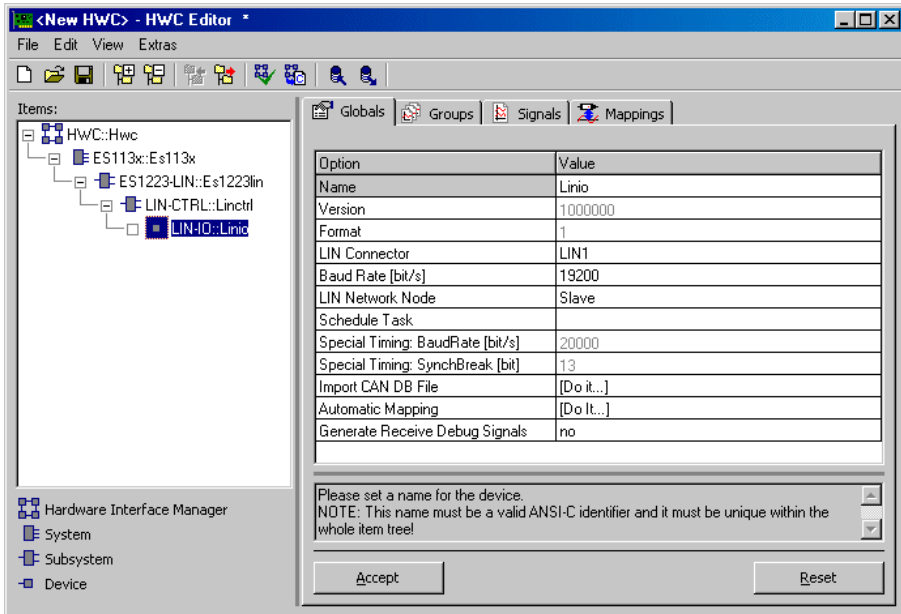 <New HWC> - HWC Editor *
File Edit View Extras
Items:
HWC::Hwc
ES113x::Es113x
ES1223-LIN::Es1223lin
LIN-CTRL::Linctrl
LIN-IO::Linio
Hardware Interface Manager
System
Subsystem
Device
Globals Groups Signals Mappings
Option Value
Name Linio
Version 1000000
Format 1
LIN Connector LIN1
Baud Rate [bit/s] 19200
LIN Network Node Slave
Schedule Task
Special Timing: BaudRate [bit/s] 20000
Special Timing: SynchBreak [bit] 13
Import CAN DB File [Do it...]
Automatic Mapping [Do It...]
Generate Receive Debug Signals no
Please set a name for the device.
NOTE: This name must be a valid ANSI-C identifier and it must be unique within the
whole item tree!
Accept Reset